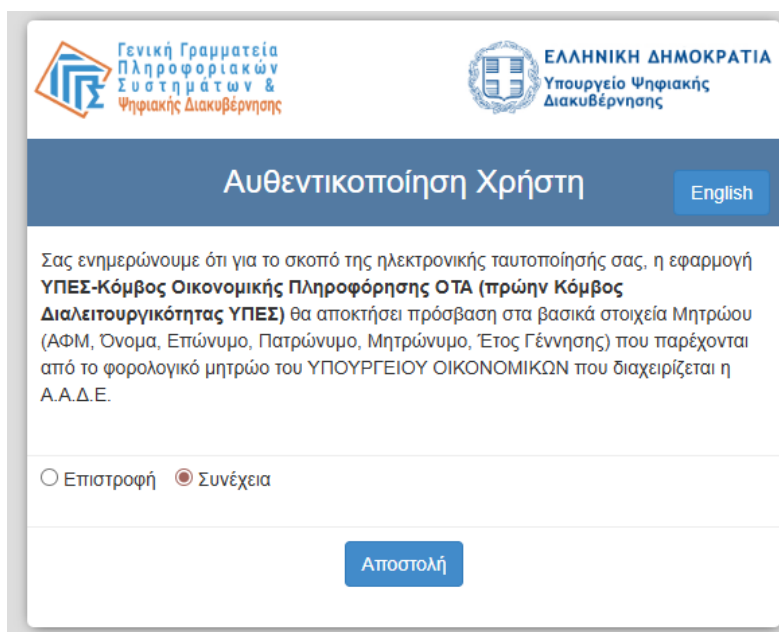 Γενική Γραμματεία
Πληροφοριακών
Συστημάτων &
Ψηφιακής Διακυβέρνησης
ΕΛΛΗΝΙΚΗ ΔΗΜΟΚΡΑΤΙΑ
Υπουργείο Ψηφιακής
Διακυβέρνησης
Αυθεντικοποίηση Χρήστη
English
Σας ενημερώνουμε ότι για το σκοπό της ηλεκτρονικής ταυτοποίησής σας, η εφαρμογή
ΥΠΕΣ-Κόμβος Οικονομικής Πληροφόρησης ΟΤΑ (πρώην Κόμβος
Διαλειτουργικότητας ΥΠΕΣ) θα αποκτήσει πρόσβαση στα βασικά στοιχεία Μητρώου
(ΑΦΜ, Όνομα, Επώνυμο, Πατρώνυμο, Μητρώνυμο, Έτος Γέννησης) που παρέχονται
από το φορολογικό μητρώο του ΥΠΟΥΡΓΕΙΟΥ ΟΙΚΟΝΟΜΙΚΩΝ που διαχειρίζεται η
Α.Α.Δ.Ε.
Επιστροφή Συνέχεια
Αποστολή